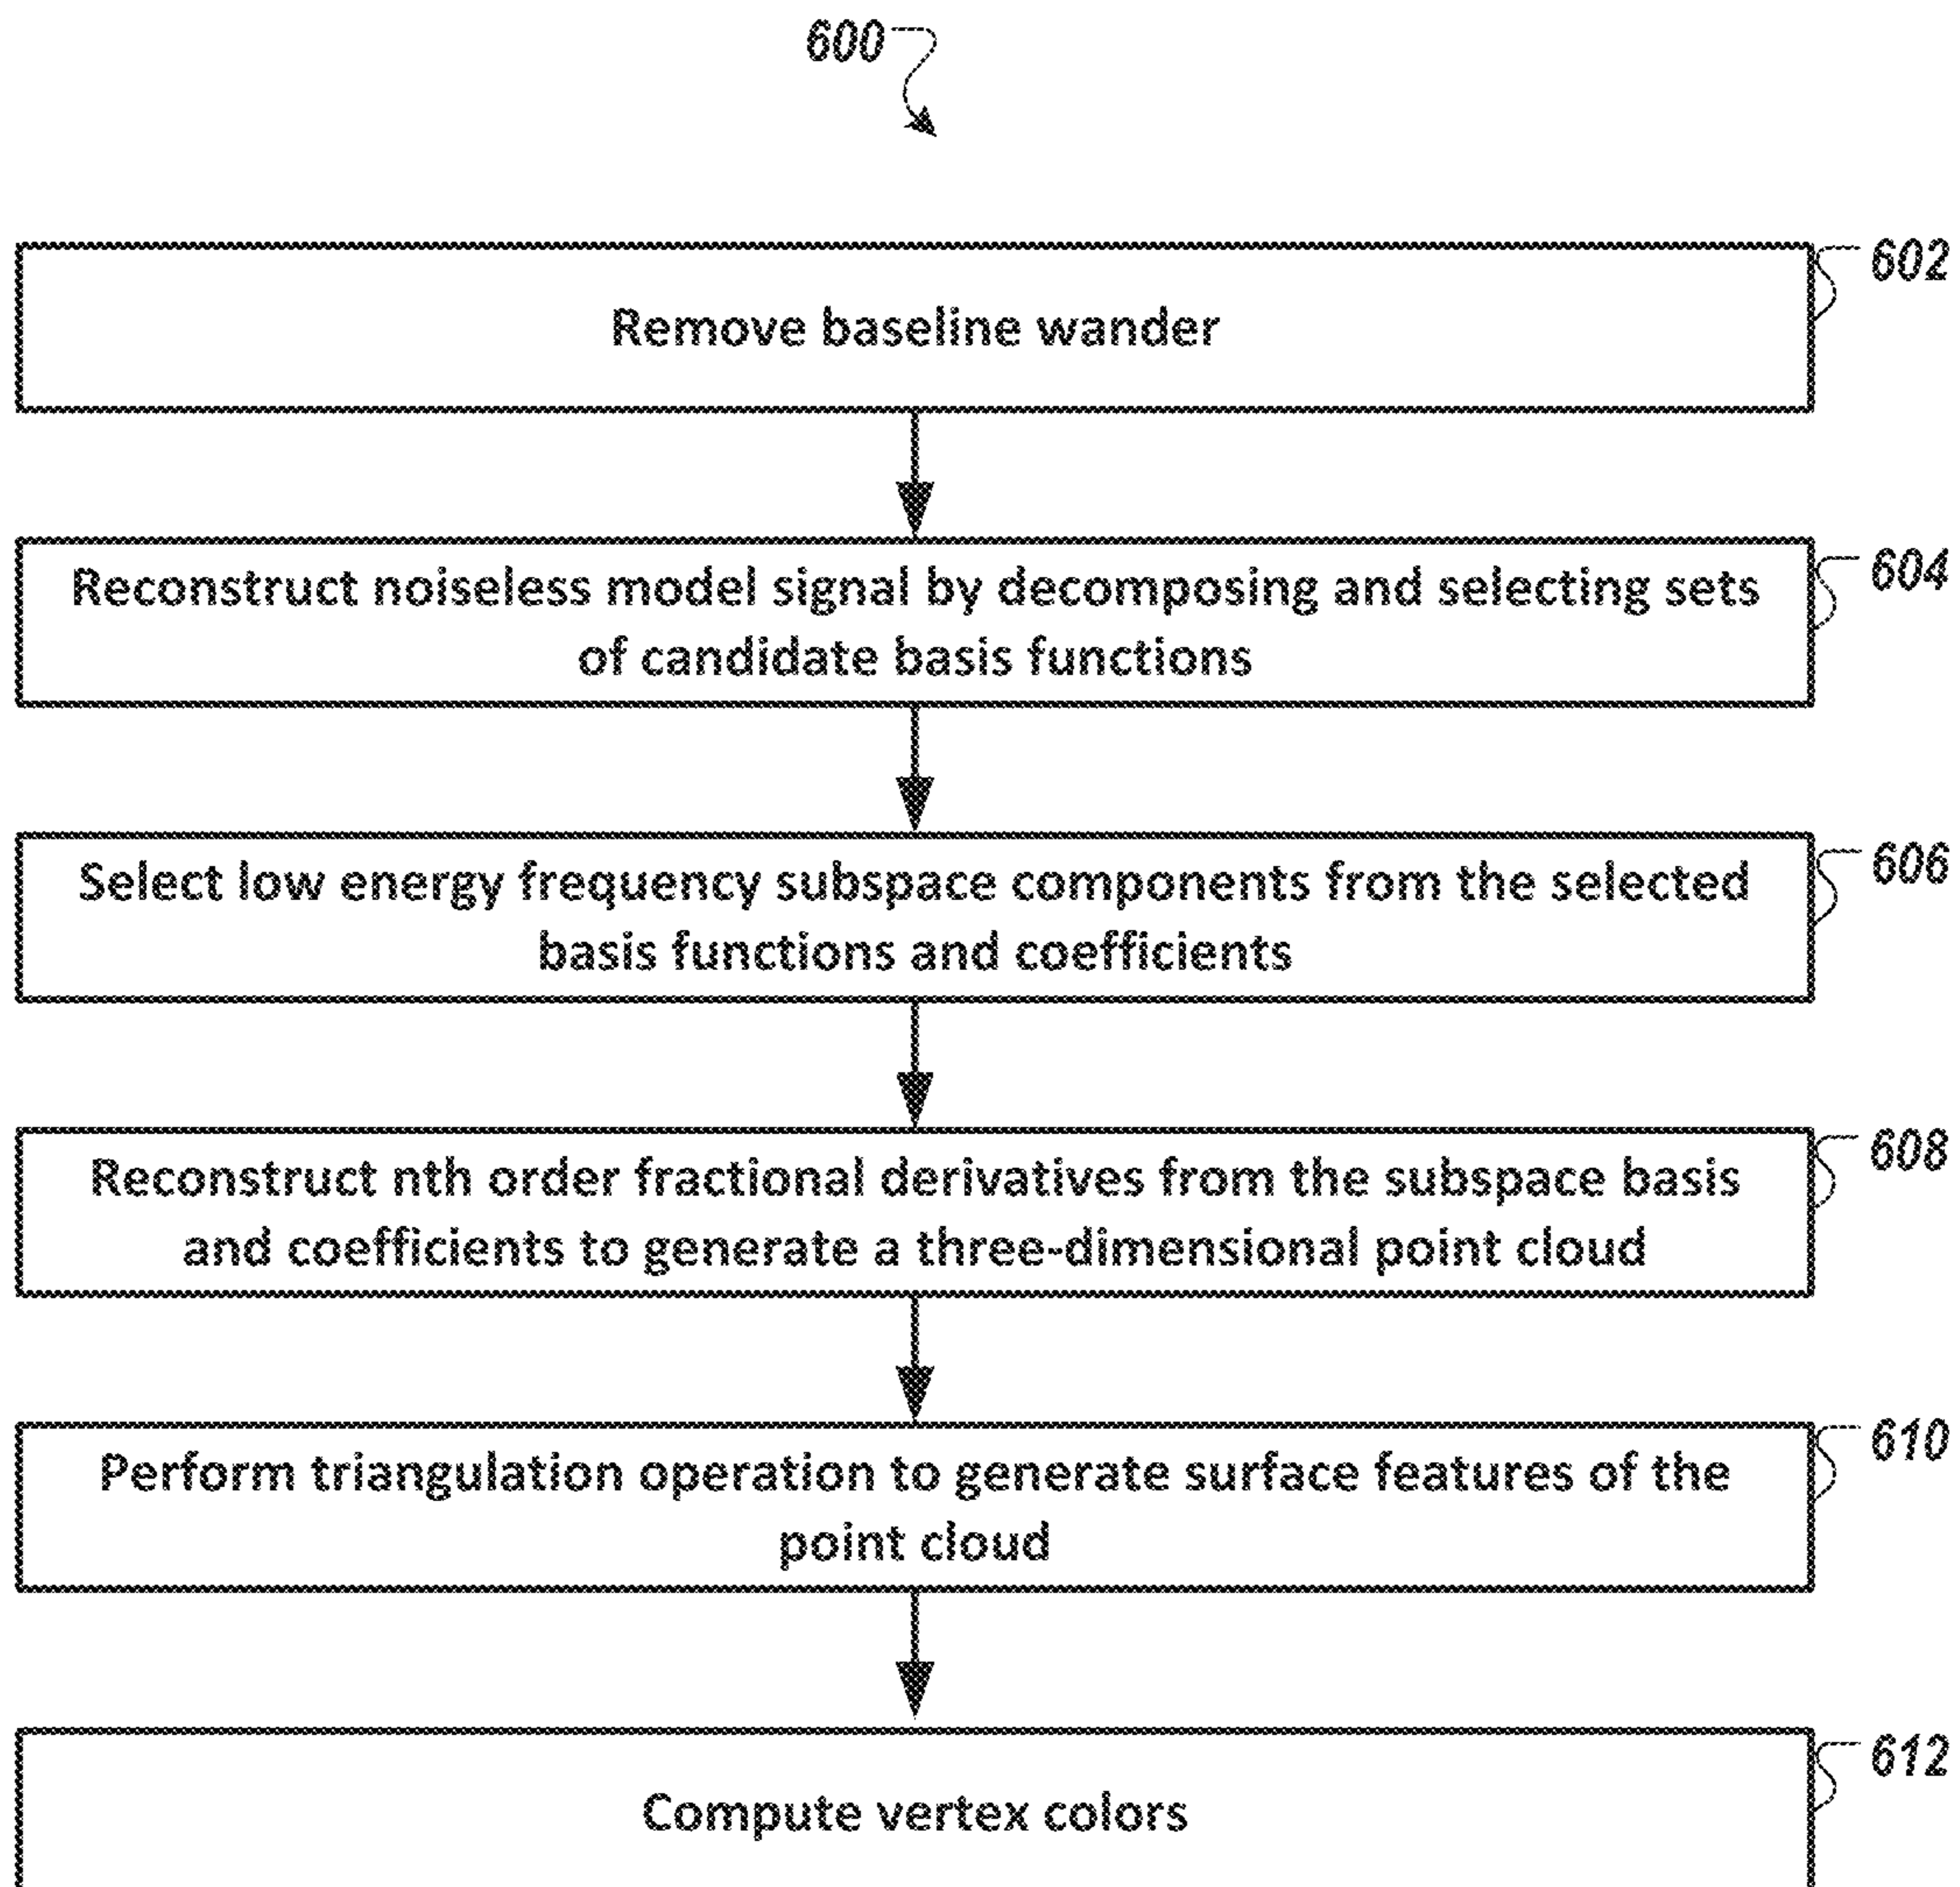 600
Remove baseline wander
602
Reconstruct noiseless model signal by decomposing and selecting sets
of candidate basis functions
604
Select low energy frequency subspace components from the selected
basis functions and coefficients
606
Reconstruct nth order fractional derivatives from the subspace basis
and coefficients to generate a three-dimensional point cloud
608
Perform triangulation operation to generate surface features of the
point cloud
610
Compute vertex colors
612